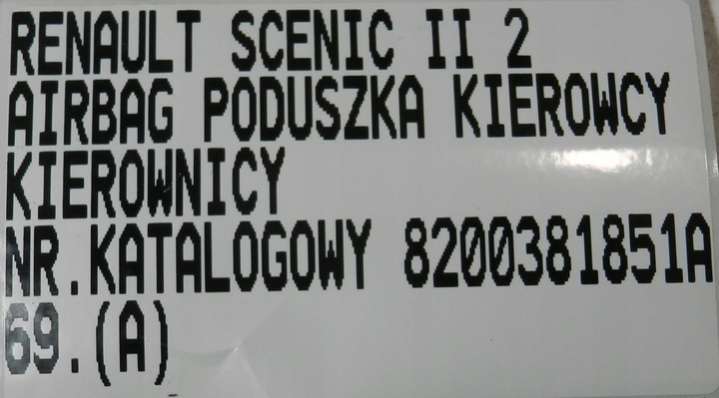 RENAULT SCENIC II 2
AIRBAG PODUSZKA KIEROWCY
KIEROWNICY
NR.KATALOGOWY 8200381851A
69.(A)